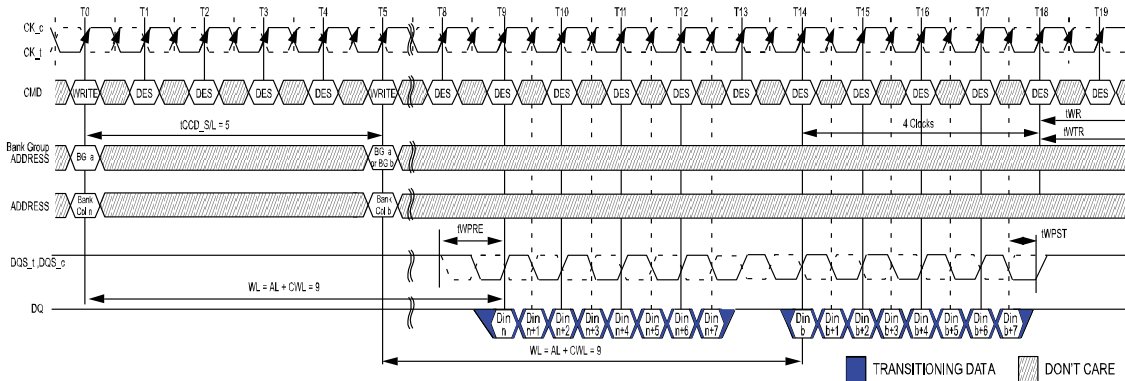 T0 T1 T2 T3 T4 T5 T8 T9 T10 T11 T12 T13 T14 T15 T16 T17 T18 T19
CK_c
CK_t
CMD WRITE DES DES DES DES WRITE DES DES DES DES DES DES DES DES DES DES DES DES
tWR
tCCD_S/L = 5
4 Clocks
tWTR
Bank Group
ADDRESS
BG a
BG a
or BG b
ADDRESS
Bank
Col n
Bank
Col b
tWPRE
tWPST
DQS_t,DQS_c
WL = AL + CWL = 9
DQ
Din
n
Din
n+1
Din
n+2
Din
n+3
Din
n+4
Din
n+5
Din
n+6
Din
n+7
Din
b
Din
b+1
Din
b+2
Din
b+3
Din
b+4
Din
b+5
Din
b+6
Din
b+7
WL = AL + CWL = 9
TRANSITIONING DATA
DON'T CARE